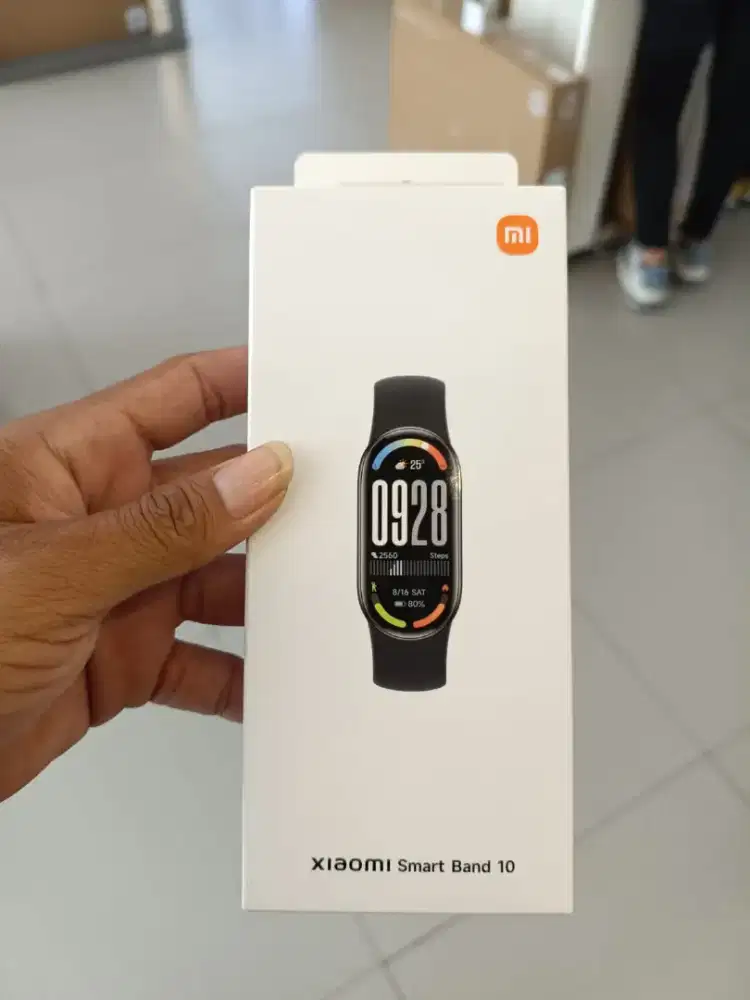 mi
25°
0928
2560 Steps
8/16 SAT
80%
xiaomi Smart Band 10